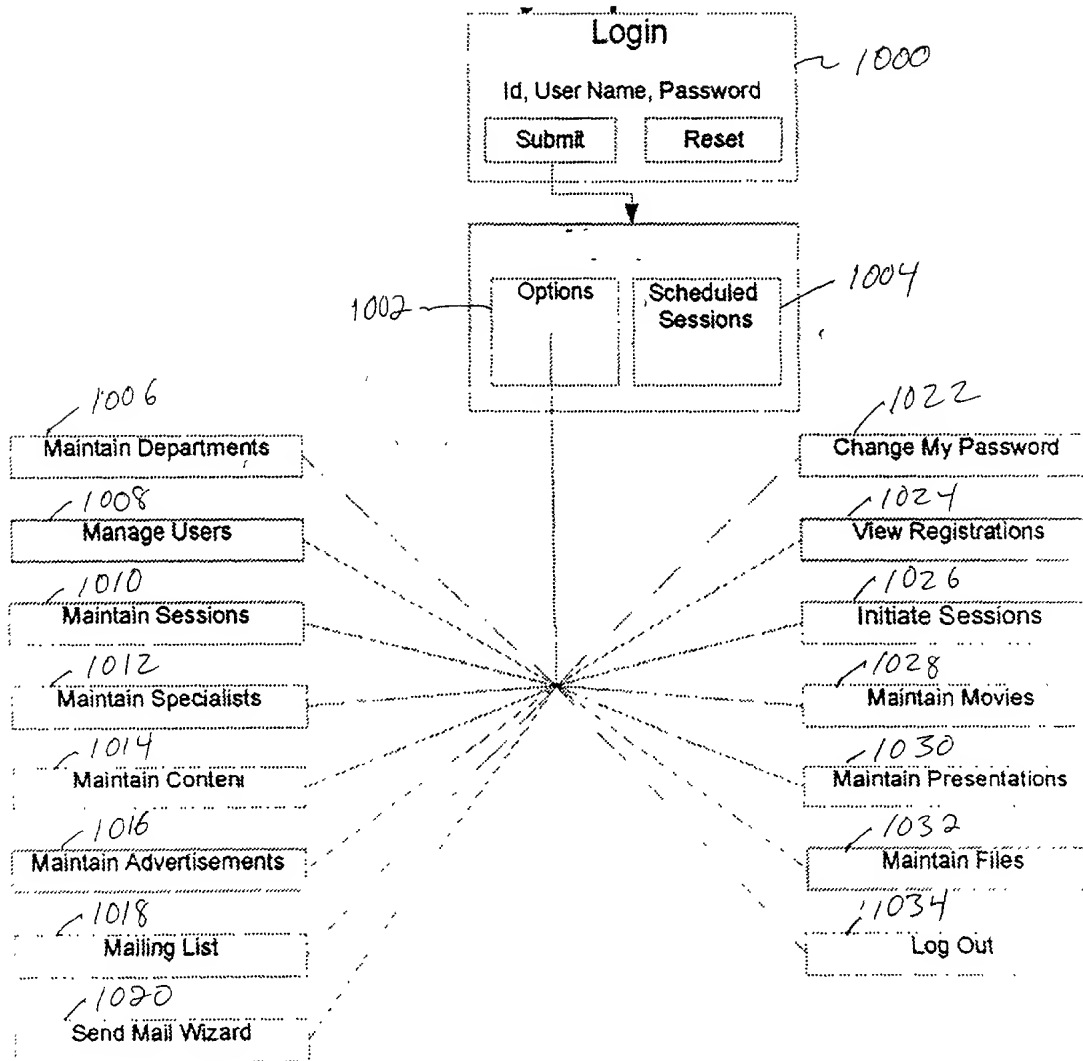 Login
1000
Id, User Name, Password
Submit
Reset
Options
Scheduled
Sessions
1002
1004
1006
Maintain Departments
1008
Manage Users
1010
Maintain Sessions
1012
Maintain Specialists
1014
Maintain Content
1016
Maintain Advertisements
1018
Mailing List
1020
Send Mail Wizard
1022
Change My Password
1024
View Registrations
1026
Initiate Sessions
1028
Maintain Movies
1030
Maintain Presentations
1032
Maintain Files
1034
Log Out